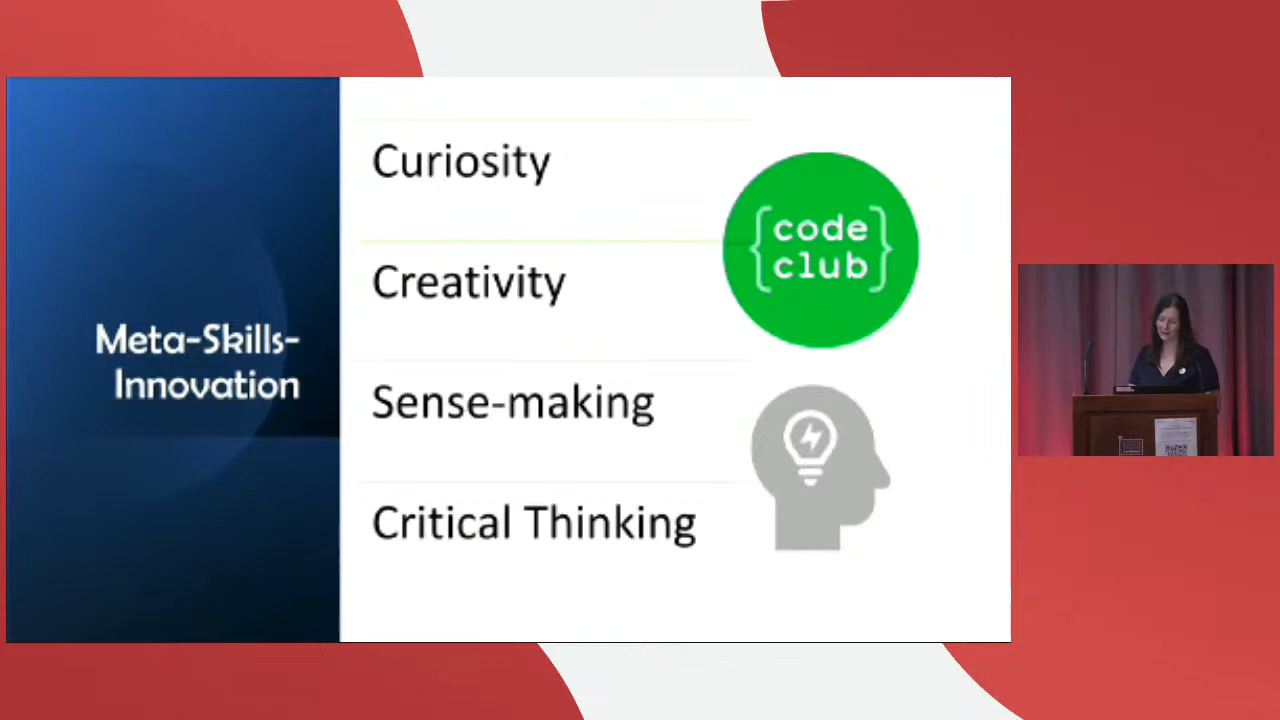 Meta-Skills-
Innovation
Curiosity
Creativity
Sense-making
Critical Thinking
{code
club}